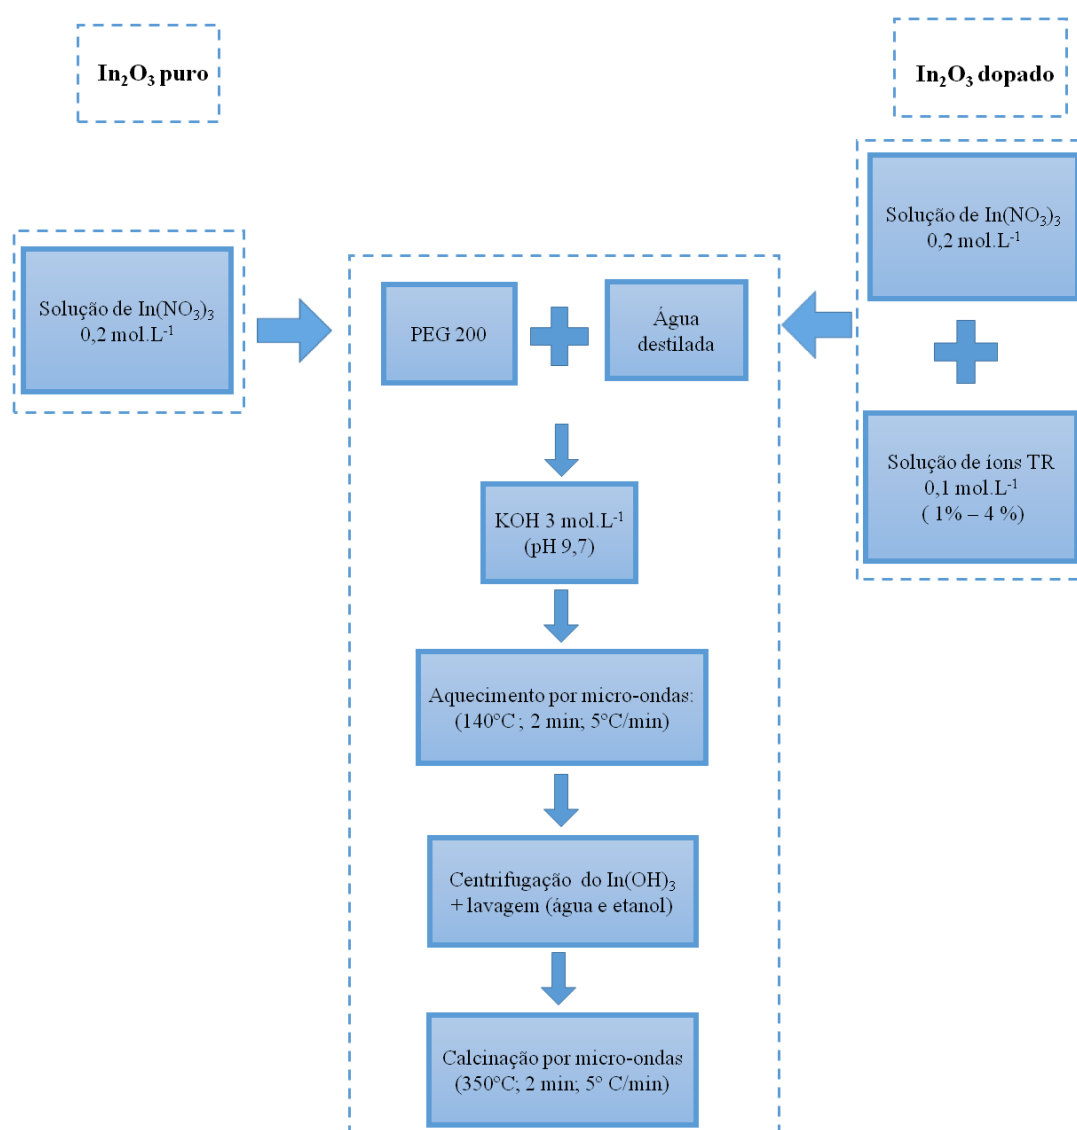 In₂O₃ puro
In₂O₃ dopado
Solução de In(NO₃)₃
0,2 mol.L⁻¹
PEG 200
Água
destilada
Solução de In(NO₃)₃
0,2 mol.L⁻¹
Solução de íons TR
0,1 mol.L⁻¹
( 1% – 4 %)
KOH 3 mol.L⁻¹
(pH 9,7)
Aquecimento por micro-ondas:
(140°C ; 2 min; 5°C/min)
Centrifugação do In(OH)₃
+ lavagem (água e etanol)
Calcinação por micro-ondas
(350°C; 2 min; 5° C/min)